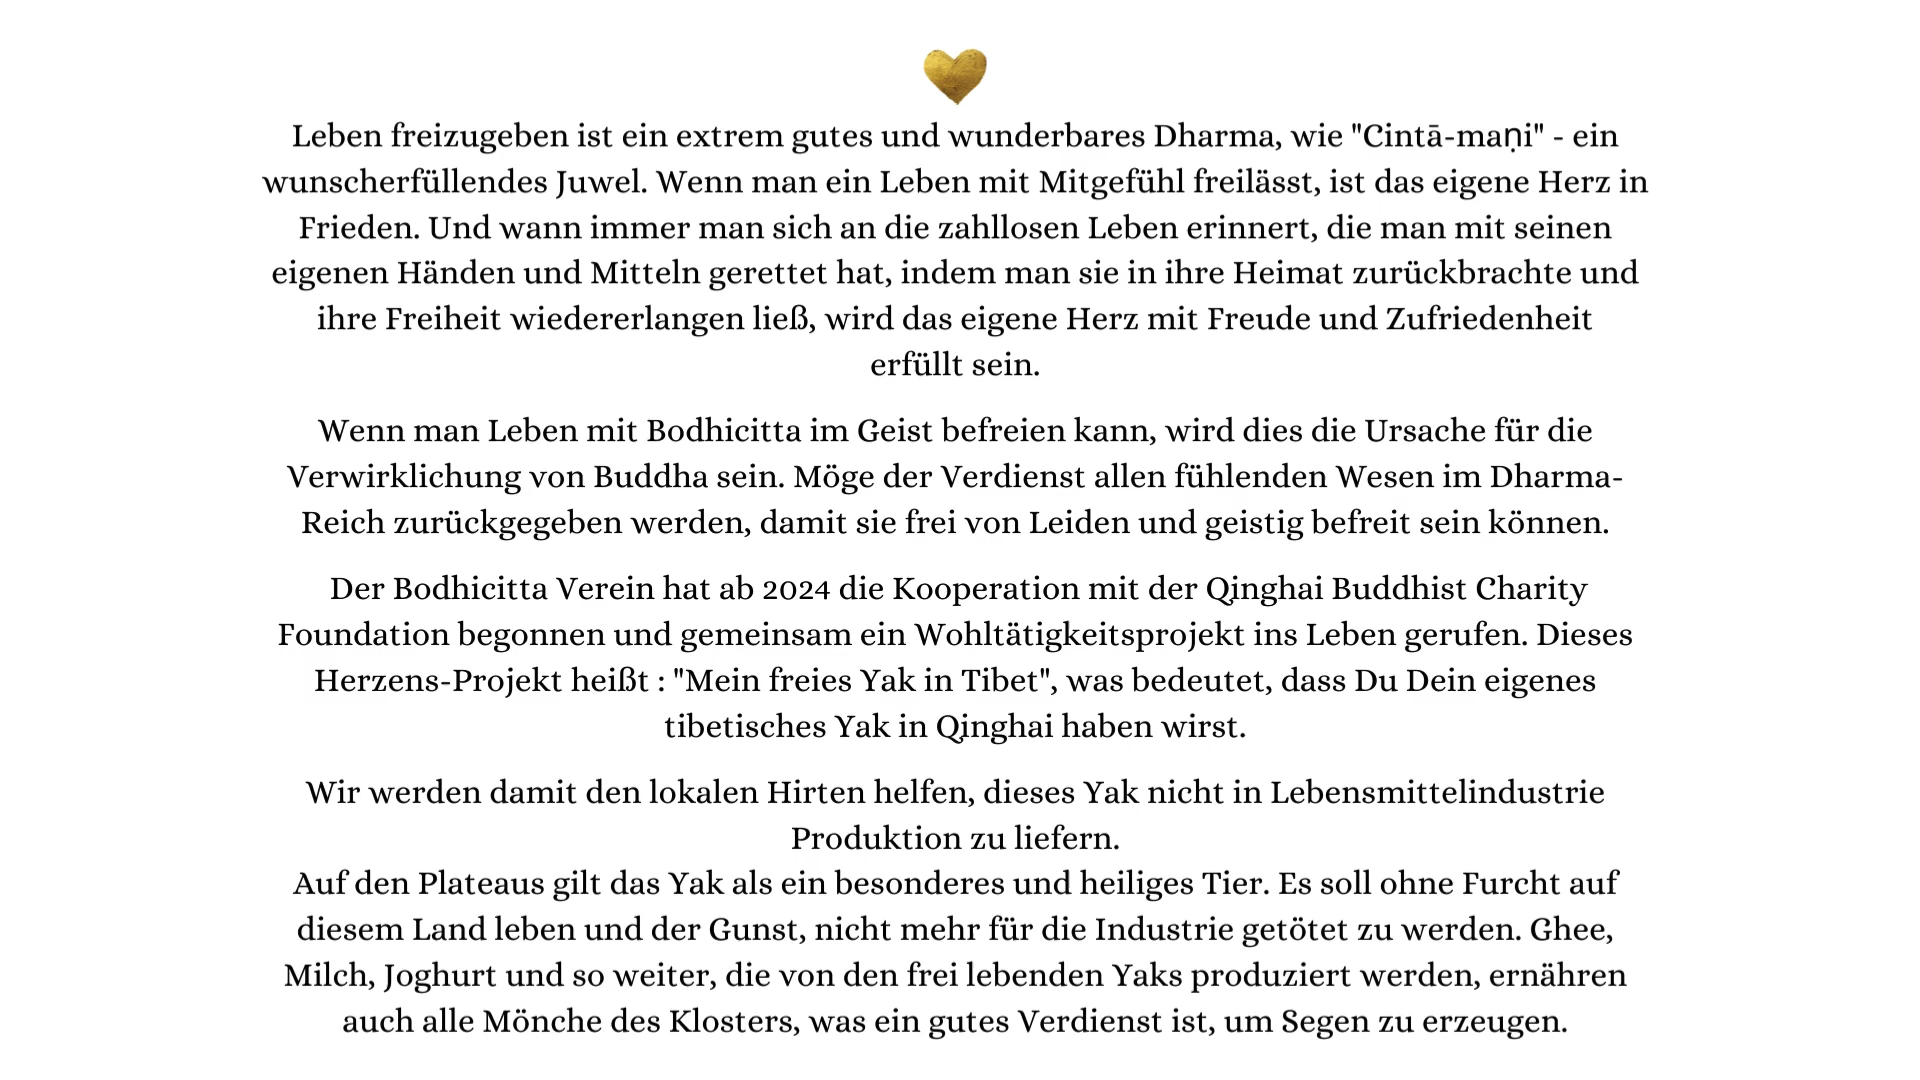 Leben freizugeben ist ein extrem gutes und wunderbares Dharma, wie "Cintā-maṇi" - ein
wunscherfüllendes Juwel. Wenn man ein Leben mit Mitgefühl freilässt, ist das eigene Herz in
Frieden. Und wann immer man sich an die zahllosen Leben erinnert, die man mit seinen
eigenen Händen und Mitteln gerettet hat, indem man sie in ihre Heimat zurückbrachte und
ihre Freiheit wiedererlangen ließ, wird das eigene Herz mit Freude und Zufriedenheit
erfüllt sein.
Wenn man Leben mit Bodhicitta im Geist befreien kann, wird dies die Ursache für die
Verwirklichung von Buddha sein. Möge der Verdienst allen fühlenden Wesen im Dharma-
Reich zurückgegeben werden, damit sie frei von Leiden und geistig befreit sein können.
Der Bodhicitta Verein hat ab 2024 die Kooperation mit der Qinghai Buddhist Charity
Foundation begonnen und gemeinsam ein Wohltätigkeitsprojekt ins Leben gerufen. Dieses
Herzens-Projekt heißt : "Mein freies Yak in Tibet", was bedeutet, dass Du Dein eigenes
tibetisches Yak in Qinghai haben wirst.
Wir werden damit den lokalen Hirten helfen, dieses Yak nicht in Lebensmittelindustrie
Produktion zu liefern.
Auf den Plateaus gilt das Yak als ein besonderes und heiliges Tier. Es soll ohne Furcht auf
diesem Land leben und der Gunst, nicht mehr für die Industrie getötet zu werden. Ghee,
Milch, Joghurt und so weiter, die von den frei lebenden Yaks produziert werden, ernähren
auch alle Mönche des Klosters, was ein gutes Verdienst ist, um Segen zu erzeugen.